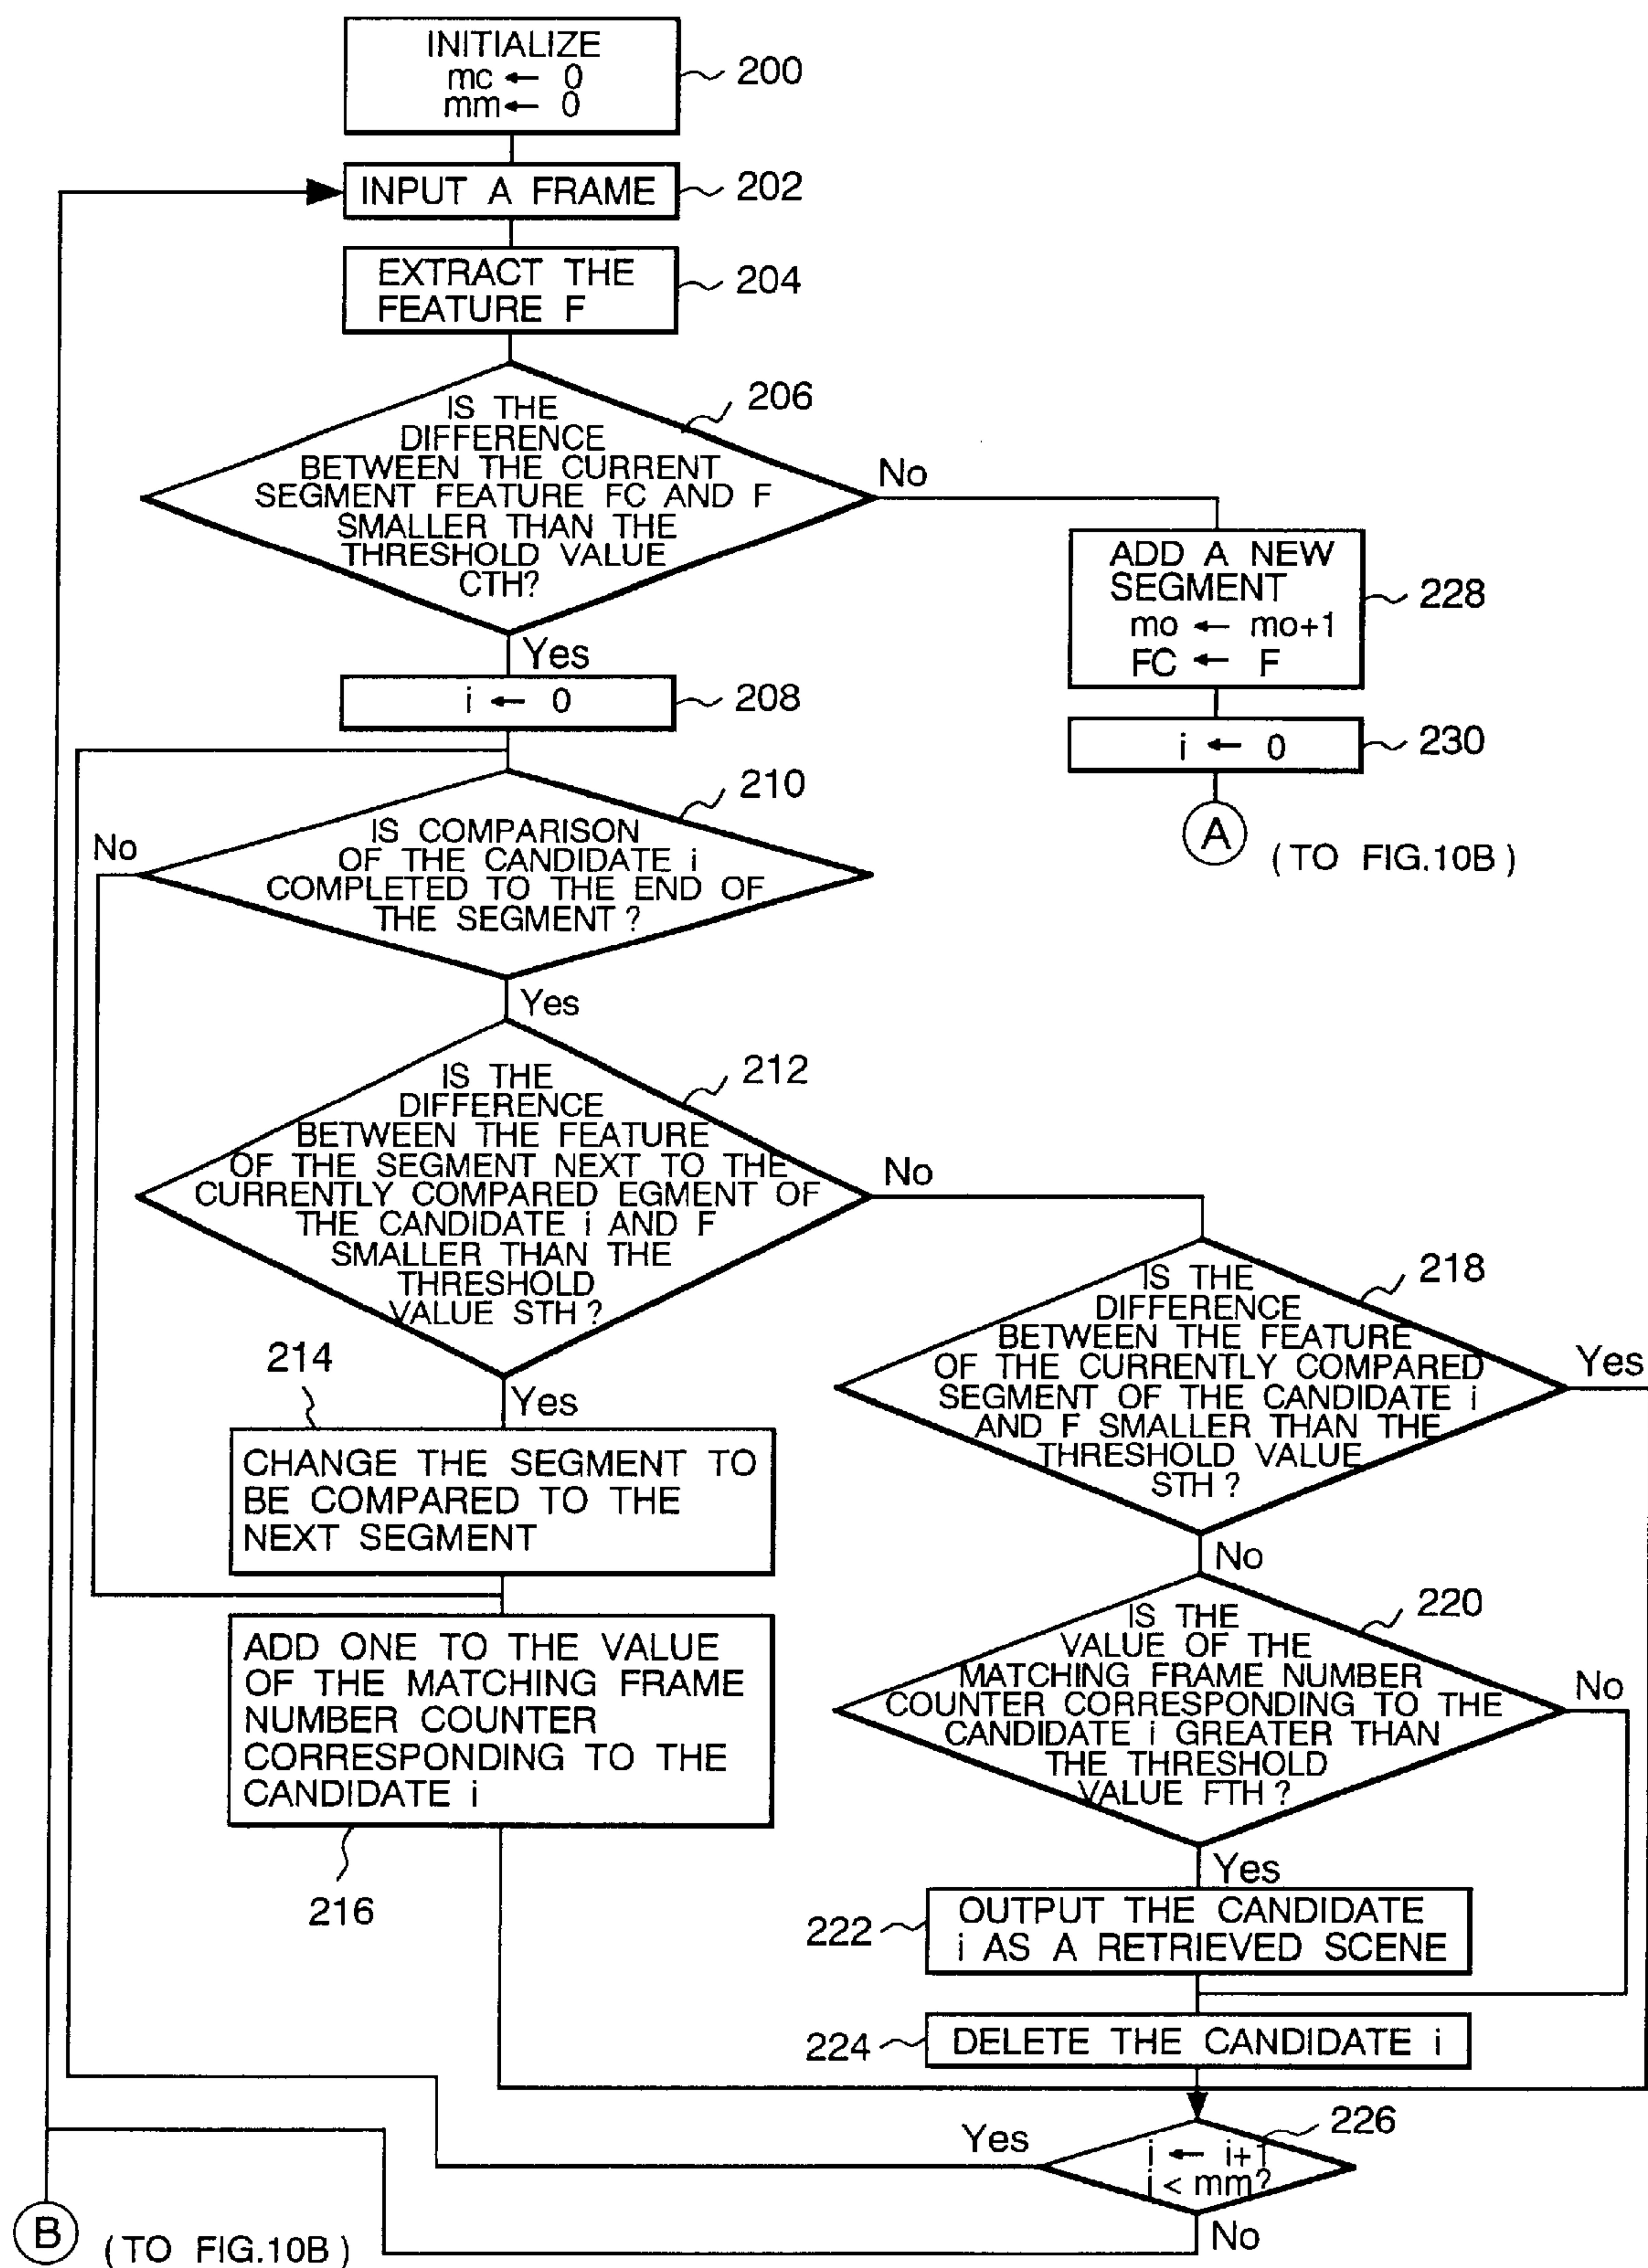 INITIALIZE
mc ← 0
mm ← 0
200
INPUT A FRAME
202
EXTRACT THE
FEATURE F
204
IS THE
DIFFERENCE
BETWEEN THE CURRENT
SEGMENT FEATURE FC AND F
SMALLER THAN THE
THRESHOLD VALUE
CTH?
206
No
Yes
ADD A NEW
SEGMENT
mo ← mo+1
FC ← F
228
i ← 0
208
i ← 0
230
A
(TO FIG.10B)
IS COMPARISON
OF THE CANDIDATE i
COMPLETED TO THE END OF
THE SEGMENT?
210
No
Yes
IS THE
DIFFERENCE
BETWEEN THE FEATURE
OF THE SEGMENT NEXT TO THE
CURRENTLY COMPARED EGMENT OF
THE CANDIDATE i AND F
SMALLER THAN THE
THRESHOLD
VALUE STH?
212
No
Yes
214
CHANGE THE SEGMENT TO
BE COMPARED TO THE
NEXT SEGMENT
ADD ONE TO THE VALUE
OF THE MATCHING FRAME
NUMBER COUNTER
CORRESPONDING TO THE
CANDIDATE i
216
IS THE
DIFFERENCE
BETWEEN THE FEATURE
OF THE CURRENTLY COMPARED
SEGMENT OF THE CANDIDATE i
AND F SMALLER THAN THE
THRESHOLD VALUE
STH?
218
Yes
No
IS THE
VALUE OF THE
MATCHING FRAME NUMBER
COUNTER CORRESPONDING TO THE
CANDIDATE i GREATER THAN
THE THRESHOLD
VALUE FTH?
220
No
Yes
OUTPUT THE CANDIDATE
i AS A RETRIEVED SCENE
222
DELETE THE CANDIDATE i
224
i ← i+1
i < mm?
226
Yes
No
B
(TO FIG.10B)